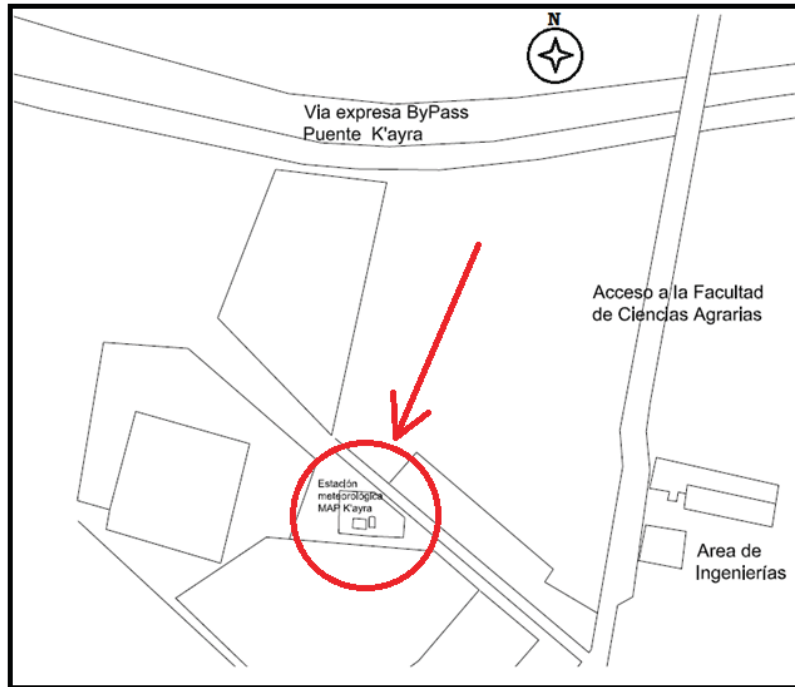 N
Via expresa ByPass
Puente K'ayra
Acceso a la Facultad
de Ciencias Agrarias
Estación
meteorológica
MAP K'ayra
Area de
Ingenierías